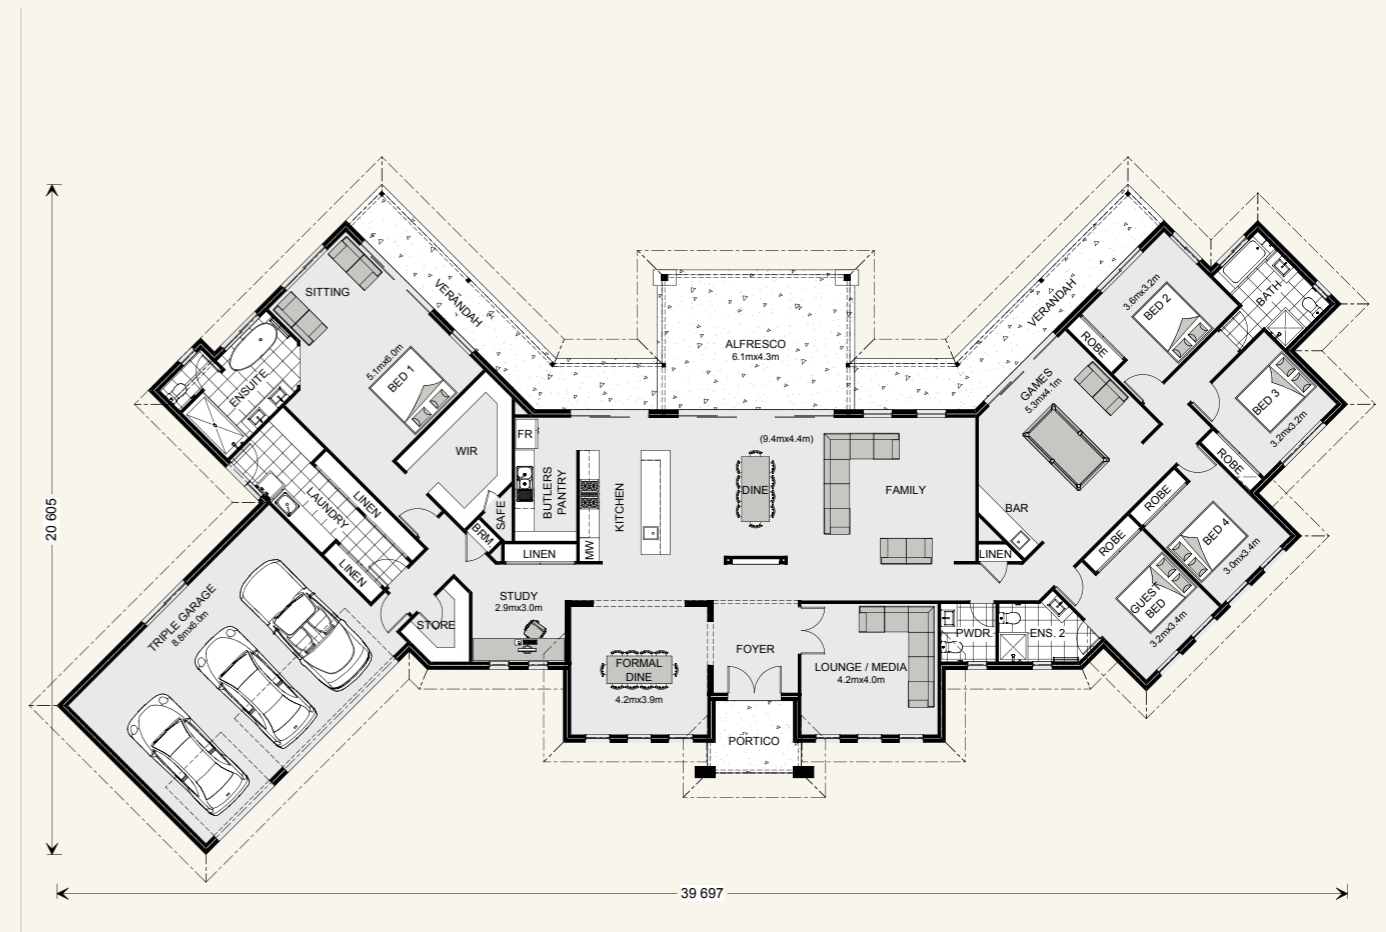 SITTING
VERANDAH
ENSUITE
5.1mx6.0m
BED 1
WIR
LAUNDRY
LINEN
LINEN
BRM
SAFE
FR
BUTLERS
PANTRY
LINEN
KITCHEN
MW
ALFRESCO
6.1mx4.3m
(9.4mx4.4m)
DINE
FAMILY
VERANDAH
GAMES
5.3mx4.1m
BAR
LINEN
3.6mx3.2m
BED 2
ROBE
BATH
BED 3
3.2mx3.2m
ROBE
ROBE
BED 4
3.0mx3.4m
ROBE
GUEST
BED
3.2mx3.4m
TRIPLE GARAGE
8.8mx6.0m
STORE
STUDY
2.9mx3.0m
FORMAL
DINE
4.2mx3.9m
FOYER
LOUNGE / MEDIA
4.2mx4.0m
PWDR.
ENS. 2
PORTICO
20 605
39 697